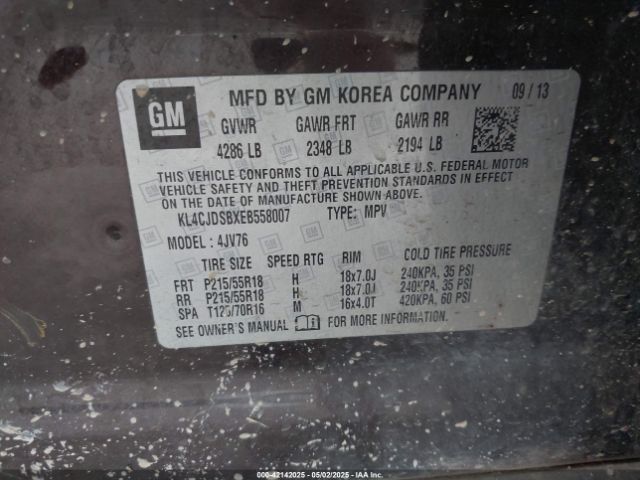 GM MFD BY GM KOREA COMPANY 09/13
GVWR GAWR FRT GAWR RR
4286 LB 2348 LB 2194 LB
THIS VEHICLE CONFORMS TO ALL APPLICABLE U.S. FEDERAL MOTOR
VEHICLE SAFETY AND THEFT PREVENTION STANDARDS IN EFFECT
ON THE DATE OF MANUFACTURE SHOWN ABOVE.
KL4CJDSBXEB558007 TYPE: MPV
MODEL: 4JV76
TIRE SIZE SPEED RTG RIM COLD TIRE PRESSURE
FRT P215/55R18 H 18x7.0J 240KPA, 35 PSI
RR P215/55R18 H 18x7.0J 240KPA, 35 PSI
SPA T125/70R16 M 16x4.0T 420KPA, 60 PSI
SEE OWNER'S MANUAL FOR MORE INFORMATION.
000-42142025 - 05/02/2025 - IAA Inc.